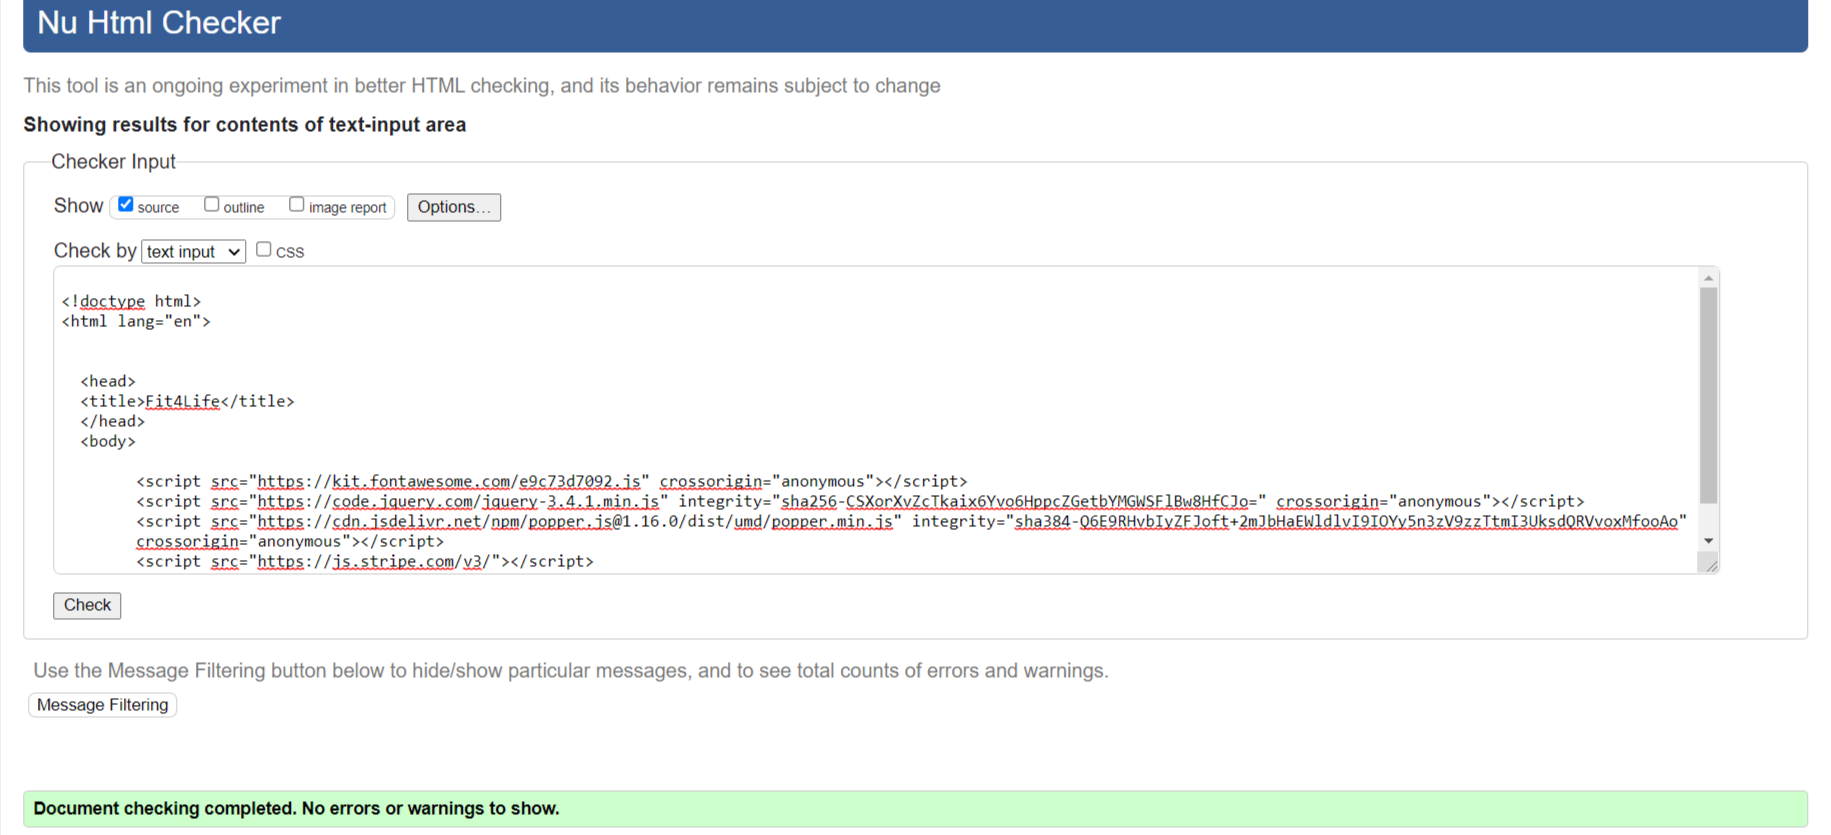 Nu Html Checker
This tool is an ongoing experiment in better HTML checking, and its behavior remains subject to change
Showing results for contents of text-input area
Checker Input
Show source outline image report Options...
Check by text input CSS
<!doctype html>
<html lang="en">
<head>
<title>Fit4Life</title>
</head>
<body>
<script src="https://kit.fontawesome.com/e9c73d7092.js" crossorigin="anonymous"></script>
<script src="https://code.jquery.com/jquery-3.4.1.min.js" integrity="sha256-CSXorXvZcTkaix6Yvo6HppcZGetbYMGWSFlBw8HfCJo=" crossorigin="anonymous"></script>
<script src="https://cdn.jsdelivr.net/npm/popper.js@1.16.0/dist/umd/popper.min.js" integrity="sha384-Q6E9RHvbIyZFJoft+2mJbHaEWldlvI9IOYy5n3zV9zzTtmI3UksdQRVvoxMfooAo"
crossorigin="anonymous"></script>
<script src="https://js.stripe.com/v3/"></script>
Check
Use the Message Filtering button below to hide/show particular messages, and to see total counts of errors and warnings.
Message Filtering
Document checking completed. No errors or warnings to show.